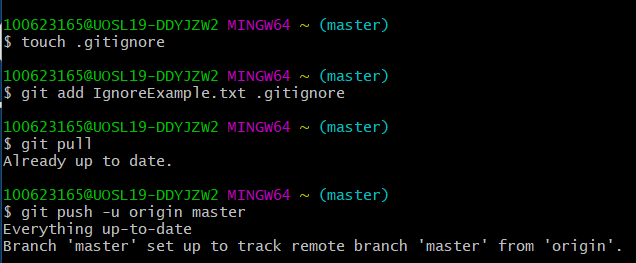 100623165@UOSL19-DDYJZW2 MINGW64 ~ (master)
$ touch .gitignore
100623165@UOSL19-DDYJZW2 MINGW64 ~ (master)
$ git add IgnoreExample.txt .gitignore
100623165@UOSL19-DDYJZW2 MINGW64 ~ (master)
$ git pull
Already up to date.
100623165@UOSL19-DDYJZW2 MINGW64 ~ (master)
$ git push -u origin master
Everything up-to-date
Branch 'master' set up to track remote branch 'master' from 'origin'.